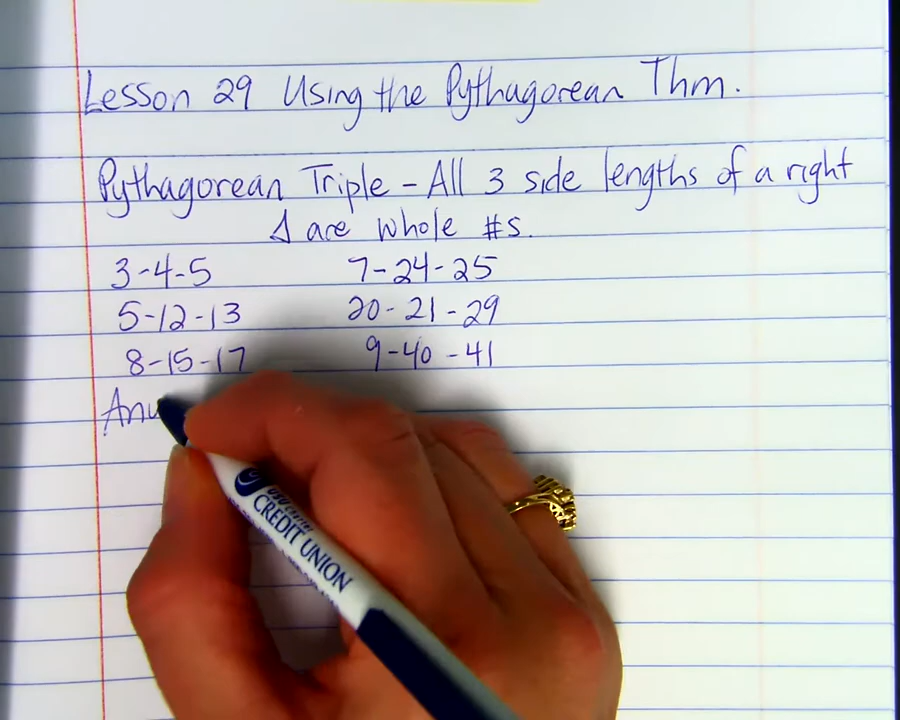 Lesson 29 Using the Pythagorean Thm.
Pythagorean Triple - All 3 side lengths of a right
Δ are whole #s.
3-4-5 7-24-25
5-12-13 20-21-29
8-15-17 9-40-41
CREDIT UNION